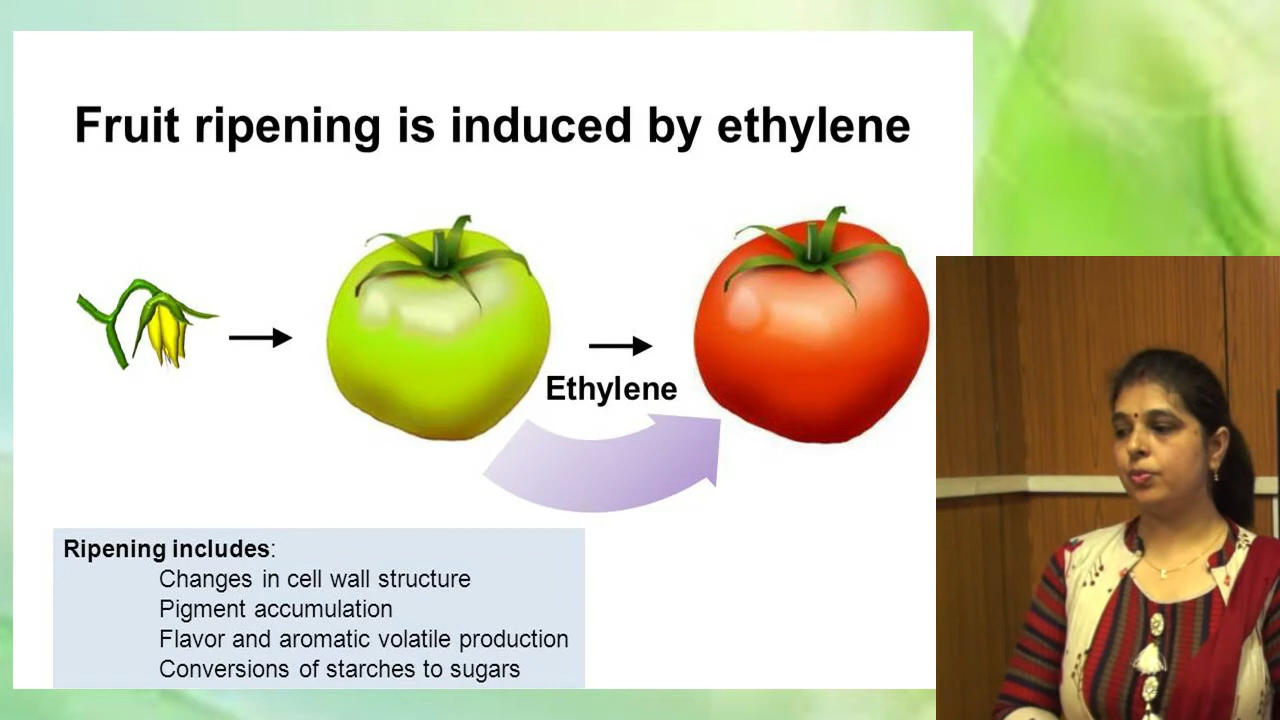 Fruit ripening is induced by ethylene
Ethylene
Ripening includes:
Changes in cell wall structure
Pigment accumulation
Flavor and aromatic volatile production
Conversions of starches to sugars